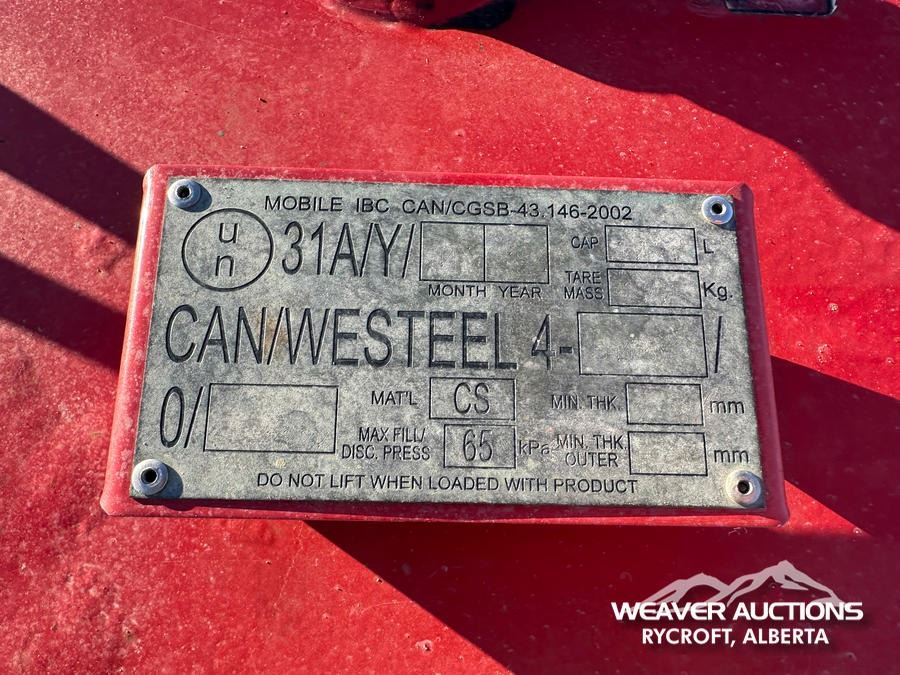 MOBILE IBC CAN/CGSB-43.146-2002
un 31A/Y/
MONTH YEAR
CAP L
TARE MASS Kg.
CAN/WESTEEL 4- /
0/
MAT'L CS
MIN. THK. mm
MAX FILL/ DISC. PRESS 65 kPa
MIN. THK. OUTER mm
DO NOT LIFT WHEN LOADED WITH PRODUCT
WEAVER AUCTIONS
RYCROFT, ALBERTA